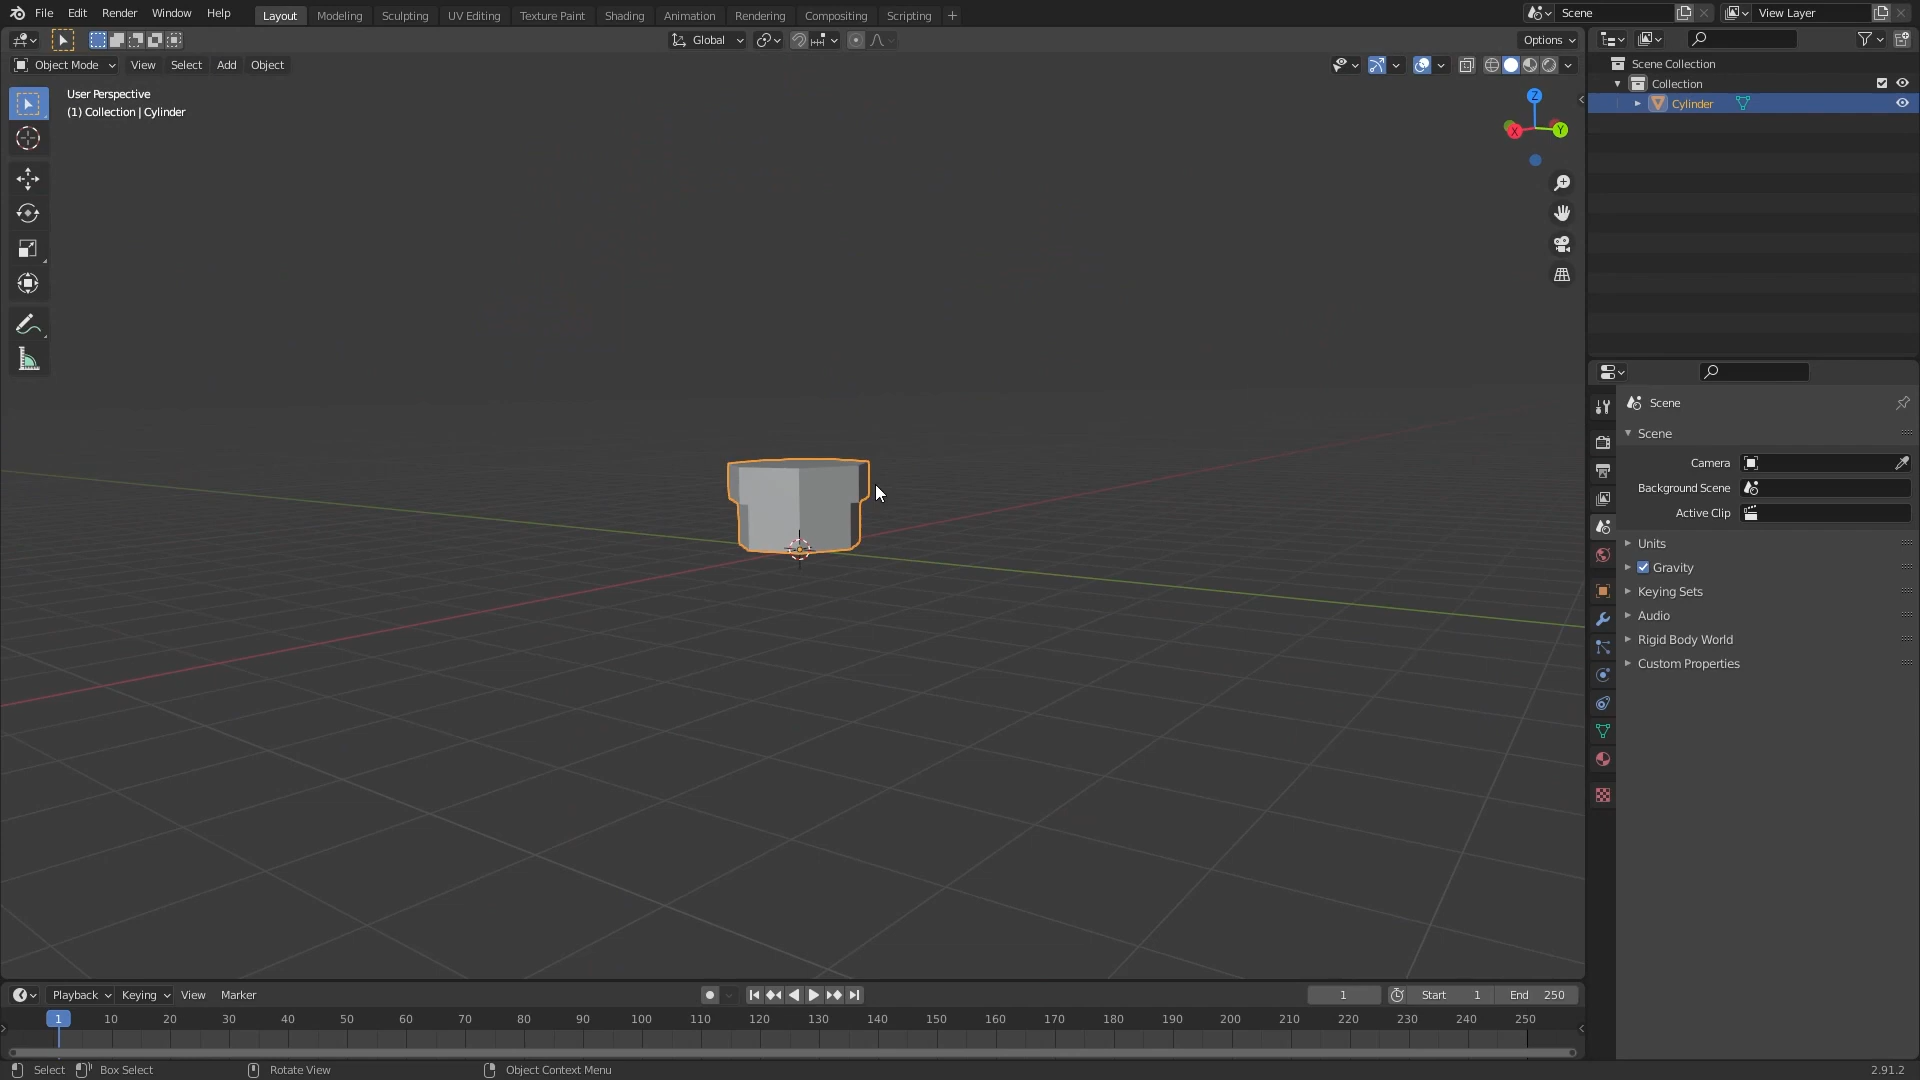 File Edit Render Window Help Layout Modeling Sculpting UV Editing Texture Paint Shading Animation Rendering Compositing Scripting + Scene View Layer
Global Options
Object Mode View Select Add Object
User Perspective
(1) Collection | Cylinder
Z
X Y
Scene Collection
Collection
Cylinder
Scene
Scene
Camera
Background Scene
Active Clip
Units
Gravity
Keying Sets
Audio
Rigid Body World
Custom Properties
Playback Keying View Marker 1 Start 1 End 250
1 10 20 30 40 50 60 70 80 90 100 110 120 130 140 150 160 170 180 190 200 210 220 230 240 250
Select Box Select Rotate View Object Context Menu 2.91.2